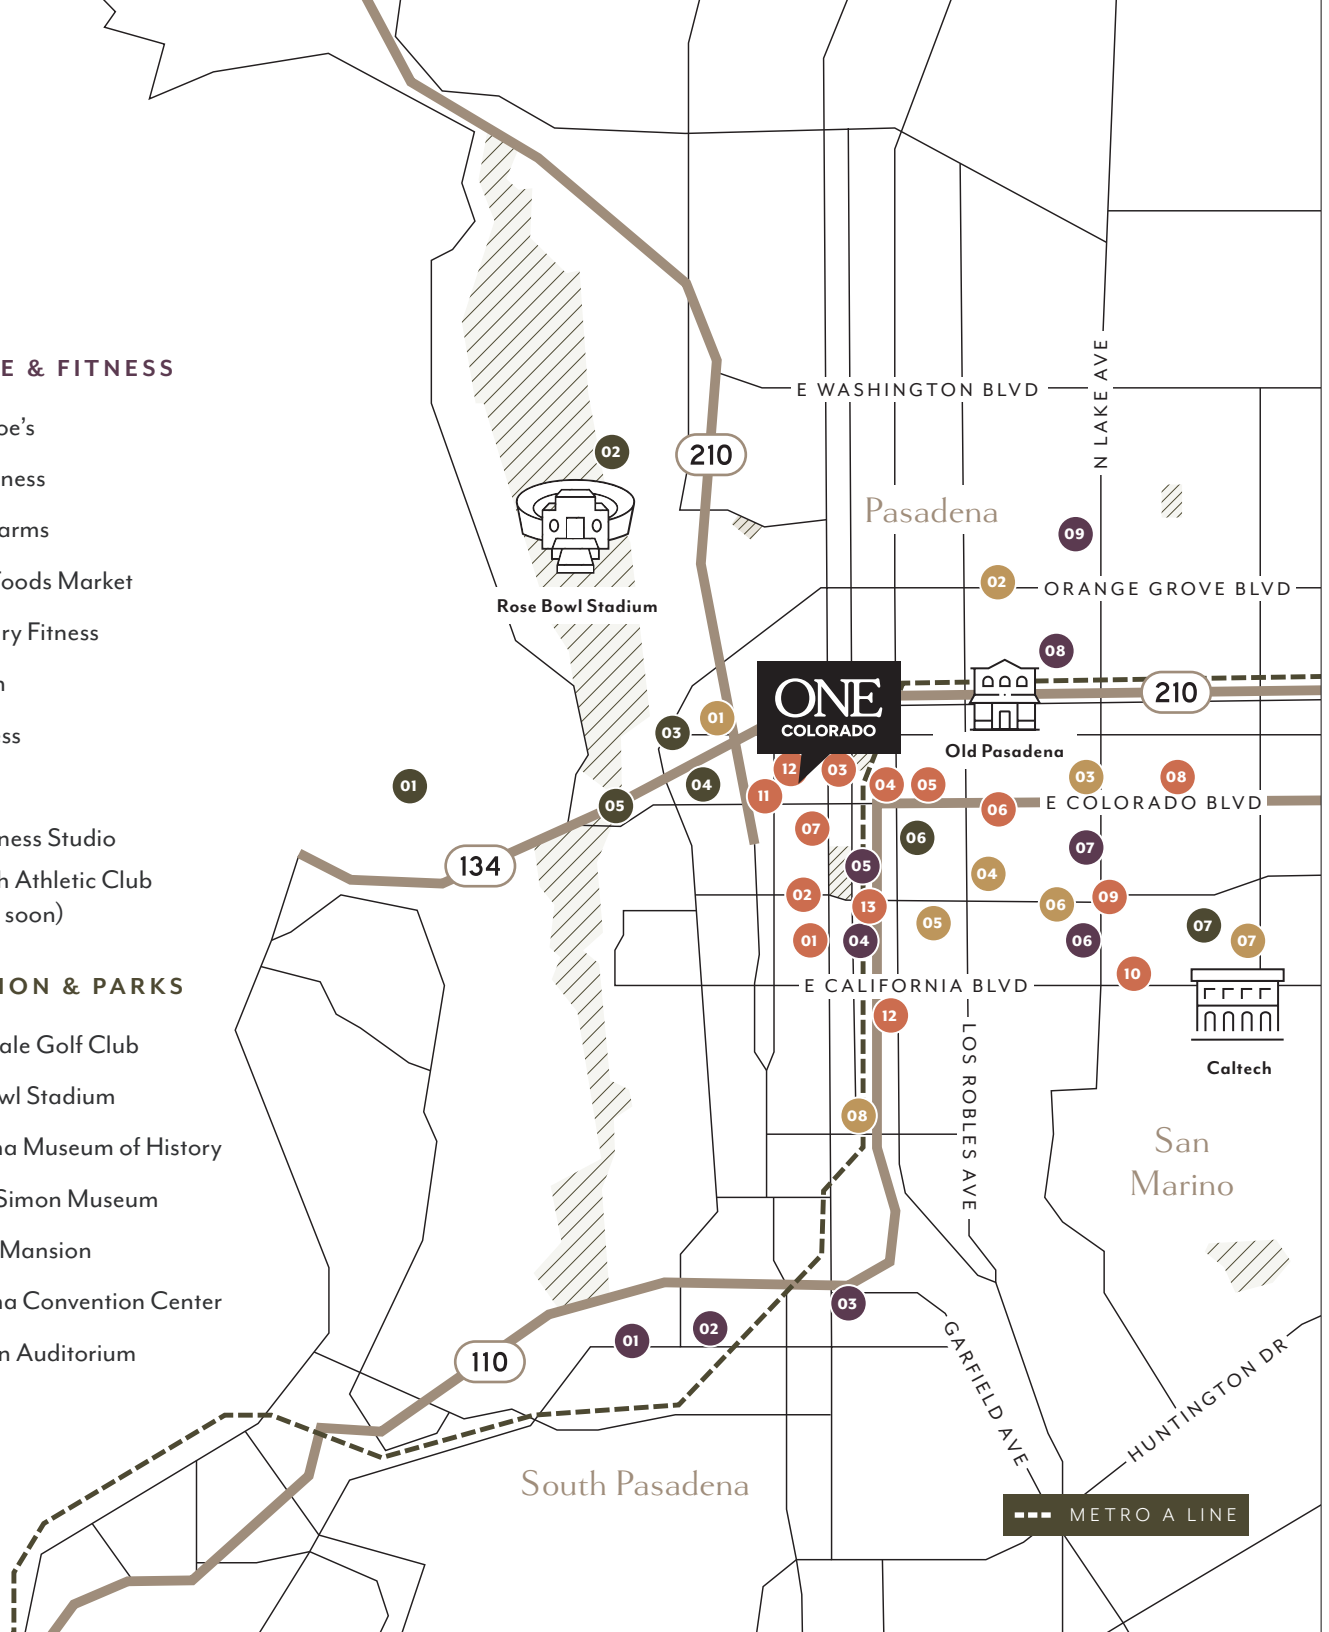 E & FITNESS
oe's
ness
arms
Foods Market
ry Fitness
ess
ness Studio
h Athletic Club
soon)
ION & PARKS
ale Golf Club
wl Stadium
na Museum of History
Simon Museum
Mansion
na Convention Center
n Auditorium
E WASHINGTON BLVD
N LAKE AVE
02
210
Pasadena
09
02
ORANGE GROVE BLVD
Rose Bowl Stadium
08
ONE
COLORADO
210
01
03
Old Pasadena
12
03
04
05
03
08
01
04
11
05
06
E COLORADO BLVD
07
06
07
134
05
04
02
13
06
09
05
07
01
04
06
07
10
E CALIFORNIA BLVD
12
LOS ROBLES AVE
Caltech
08
San
Marino
03
01
02
110
GARFIELD AVE
HUNTINGTON DR
South Pasadena
METRO A LINE